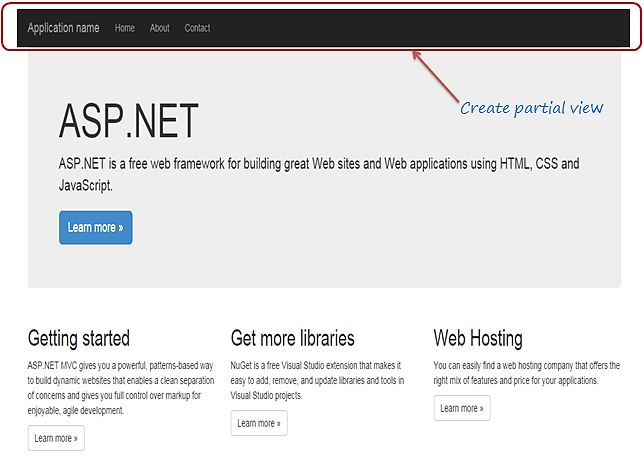 Application name Home About Contact
Create partial view
ASP.NET
ASP.NET is a free web framework for building great Web sites and Web applications using HTML, CSS and
JavaScript.
Learn more »
Getting started
ASP.NET MVC gives you a powerful, patterns-based way
to build dynamic websites that enables a clean separation
of concerns and gives you full control over markup for
enjoyable, agile development.
Learn more »
Get more libraries
NuGet is a free Visual Studio extension that makes it
easy to add, remove, and update libraries and tools in
Visual Studio projects.
Learn more »
Web Hosting
You can easily find a web hosting company that offers the
right mix of features and price for your applications.
Learn more »